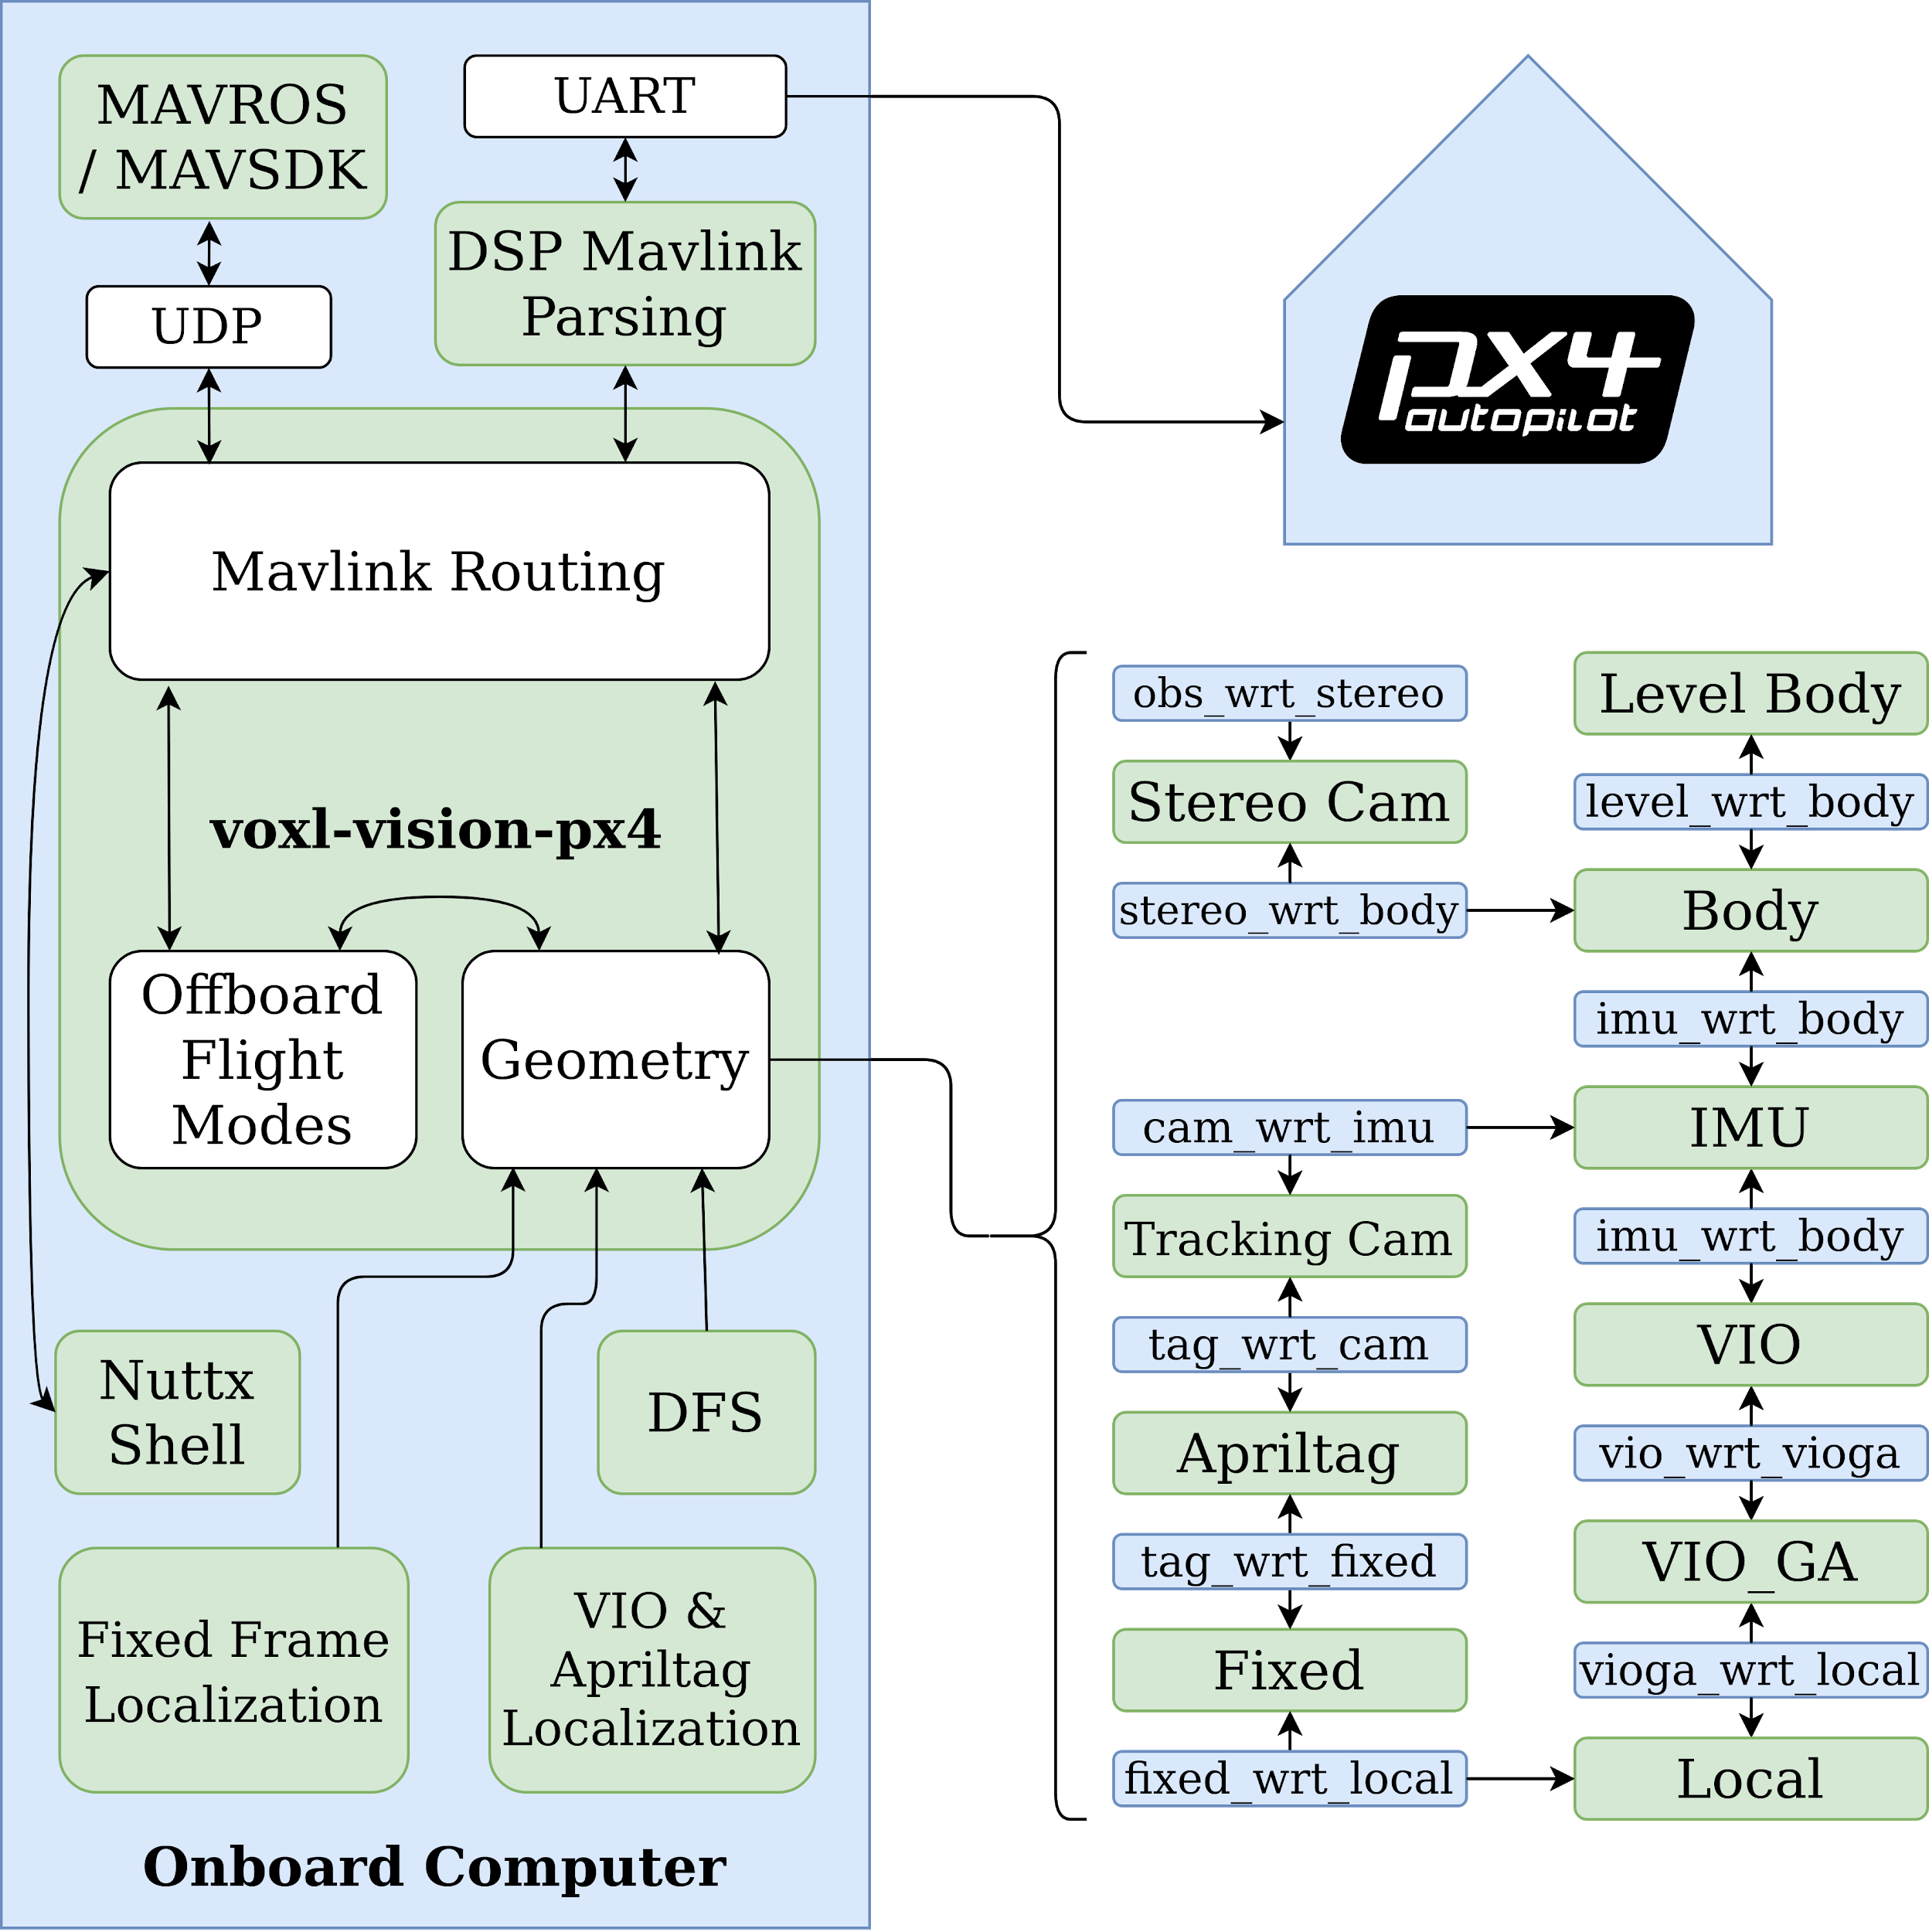 MAVROS
/ MAVSDK
UART
DSP Mavlink
Parsing
UDP
Mavlink Routing
voxl-vision-px4
Offboard
Flight
Modes
Geometry
Nuttx
Shell
DFS
Fixed Frame
Localization
VIO &
Apriltag
Localization
Onboard Computer
px4
autopilot
obs_wrt_stereo
Stereo Cam
stereo_wrt_body
cam_wrt_imu
Tracking Cam
tag_wrt_cam
Apriltag
tag_wrt_fixed
Fixed
fixed_wrt_local
Level Body
level_wrt_body
Body
imu_wrt_body
IMU
imu_wrt_body
VIO
vio_wrt_vioga
VIO_GA
vioga_wrt_local
Local